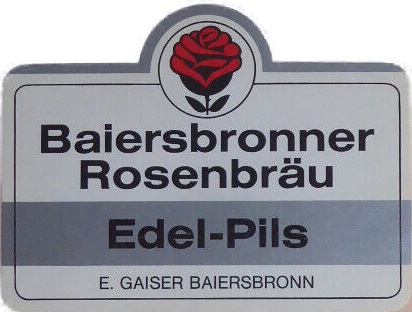 Baiersbronner
Rosenbräu
Edel-Pils
E. GAISER BAIERSBRONN